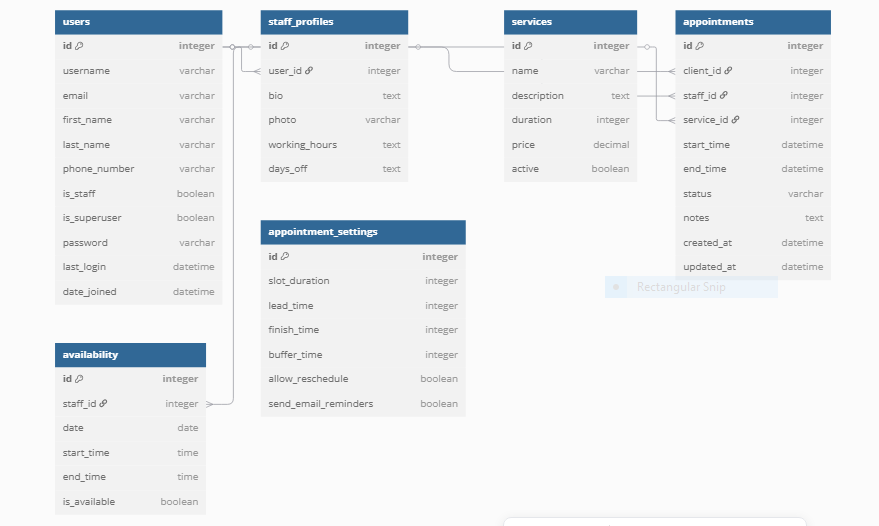 users
id integer
username varchar
email varchar
first_name varchar
last_name varchar
phone_number varchar
is_staff boolean
is_superuser boolean
password varchar
last_login datetime
date_joined datetime
staff_profiles
id integer
user_id integer
bio text
photo varchar
working_hours text
days_off text
services
id integer
name varchar
description text
duration integer
price decimal
active boolean
appointments
id integer
client_id integer
staff_id integer
service_id integer
start_time datetime
end_time datetime
status varchar
notes text
created_at datetime
updated_at datetime
Rectangular Snip
appointment_settings
id integer
slot_duration integer
lead_time integer
finish_time integer
buffer_time integer
allow_reschedule boolean
send_email_reminders boolean
availability
id integer
staff_id integer
date date
start_time time
end_time time
is_available boolean